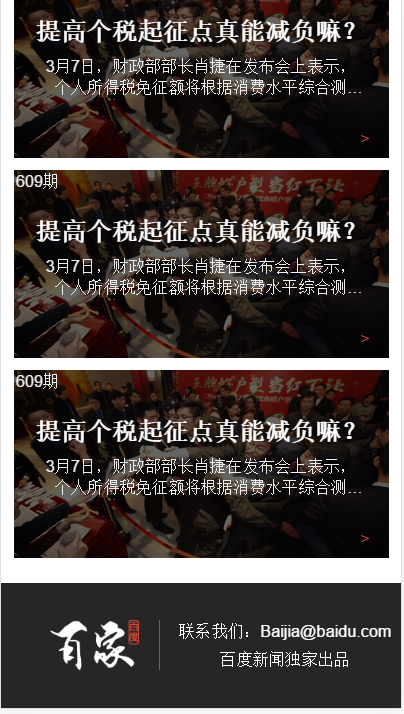 提高个税起征点真能减负嘛？
3月7日，财政部部长肖捷在发布会上表示，
个人所得税免征额将根据消费水平综合测...
>
609期
提高个税起征点真能减负嘛？
3月7日，财政部部长肖捷在发布会上表示，
个人所得税免征额将根据消费水平综合测...
>
609期
提高个税起征点真能减负嘛？
3月7日，财政部部长肖捷在发布会上表示，
个人所得税免征额将根据消费水平综合测...
>
百家
百度
联系我们：Baijia@baidu.com
百度新闻独家出品